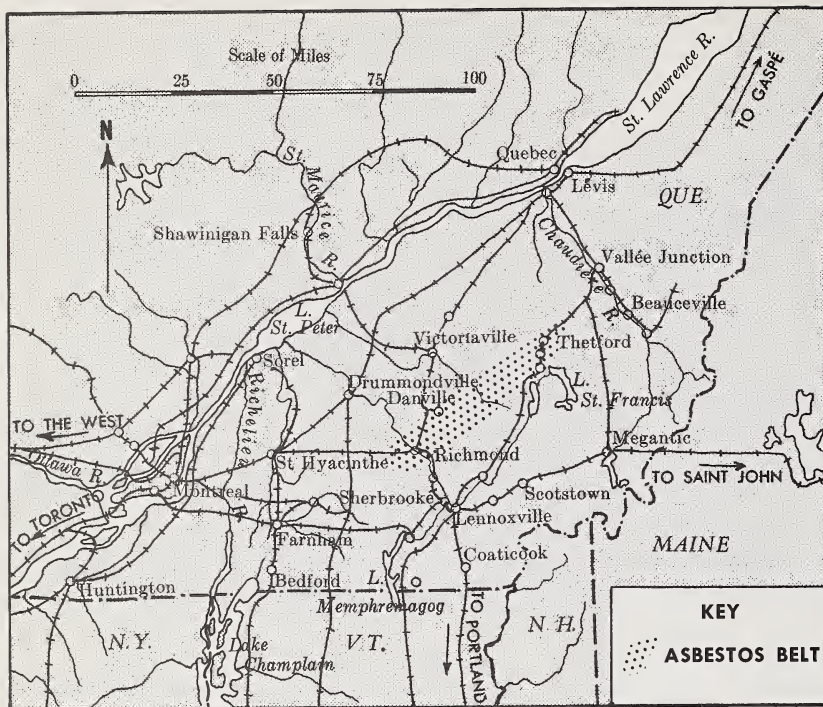 Scale of Miles
0 25 50 75 100
N
St. Lawrence R.
TO GASPÉ
Quebec
Lévis
QUE.
St. Maurice R.
Shawinigan Falls
Chaudière R.
Vallée Junction
Beauceville
L. St. Peter
Victoriaville
Thetford
Sorel
Richelieu R.
Drummondville
Danville
L. St. Francis
TO THE WEST
Ottawa R.
St Hyacinthe
Richmond
Megantic
TO SAINT JOHN
Montreal
Sherbrooke
Scotstown
Lennoxville
TO TORONTO
Farnham
MAINE
Coaticook
Huntington
Bedford
L. Memphremagog
TO PORTLAND
N.Y.
Lake Champlain
V.T.
N.H.
KEY
ASBESTOS BELT